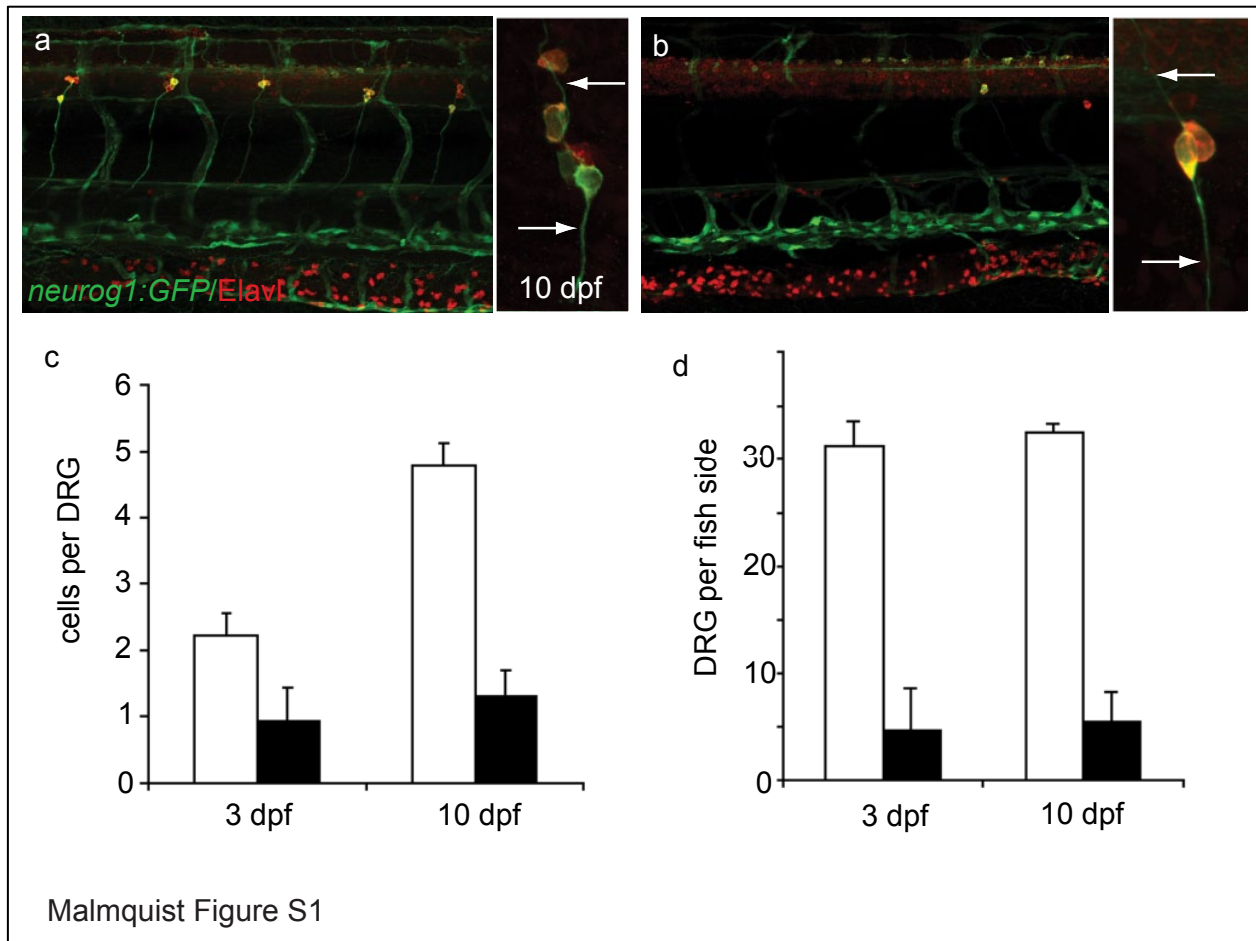 a
b
neurog1:GFP/Elavl
10 dpf
c
cells per DRG
6
5
4
3
2
1
0
3 dpf
10 dpf
d
DRG per fish side
30
20
10
0
3 dpf
10 dpf
Malmquist Figure S1